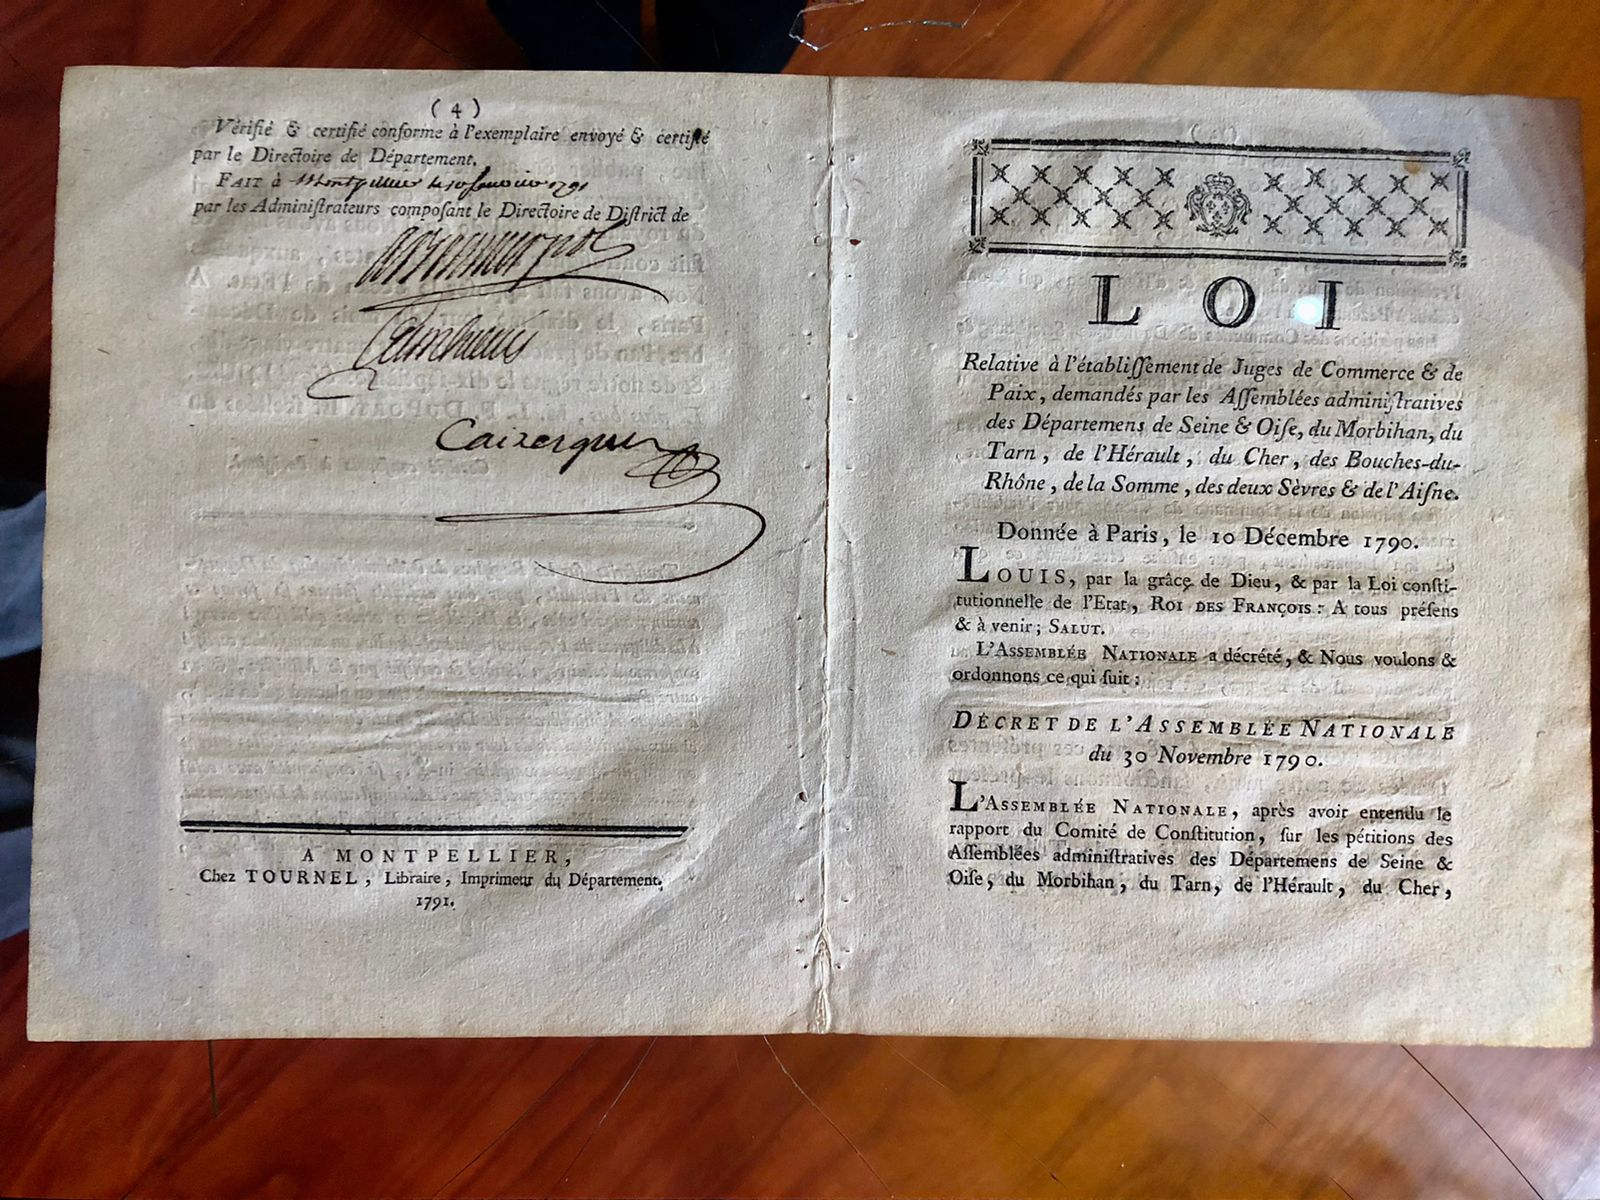 (4)
Vérifié & certifié conforme à l'exemplaire envoyé & certifié
par le Directoire de Département.
FAIT à Montpellier le 10 janvier 1791
par les Administrateurs composant le Directoire de District de
Cambacérès
Caizergues
A MONTPELLIER,
Chez TOURNEL, Libraire, Imprimeur du Département.
1791.
LOI
Relative à l'établiſſement de Juges de Commerce & de
Paix, demandés par les Aſſemblées adminiſtratives
des Départemens de Seine & Oiſe, du Morbihan, du
Tarn, de l'Hérault, du Cher, des Bouches-du-
Rhône, de la Somme, des deux Sèvres & de l'Aiſne.
Donnée à Paris, le 10 Décembre 1790.
LOUIS, par la grâce de Dieu, & par la Loi conſti-
tutionnelle de l'Etat, ROI DES FRANÇOIS: A tous préſens
& à venir; SALUT.
L'ASSEMBLÉE NATIONALE a décrété, & Nous voulons &
ordonnons ce qui ſuit:
DÉCRET DE L'ASSEMBLÉE NATIONALE
du 30 Novembre 1790.
L'ASSEMBLÉE NATIONALE, après avoir entendu le
rapport du Comité de Conſtitution, ſur les pétitions des
Aſſemblées adminiſtratives des Départemens de Seine &
Oiſe, du Morbihan, du Tarn, de l'Hérault, du Cher,